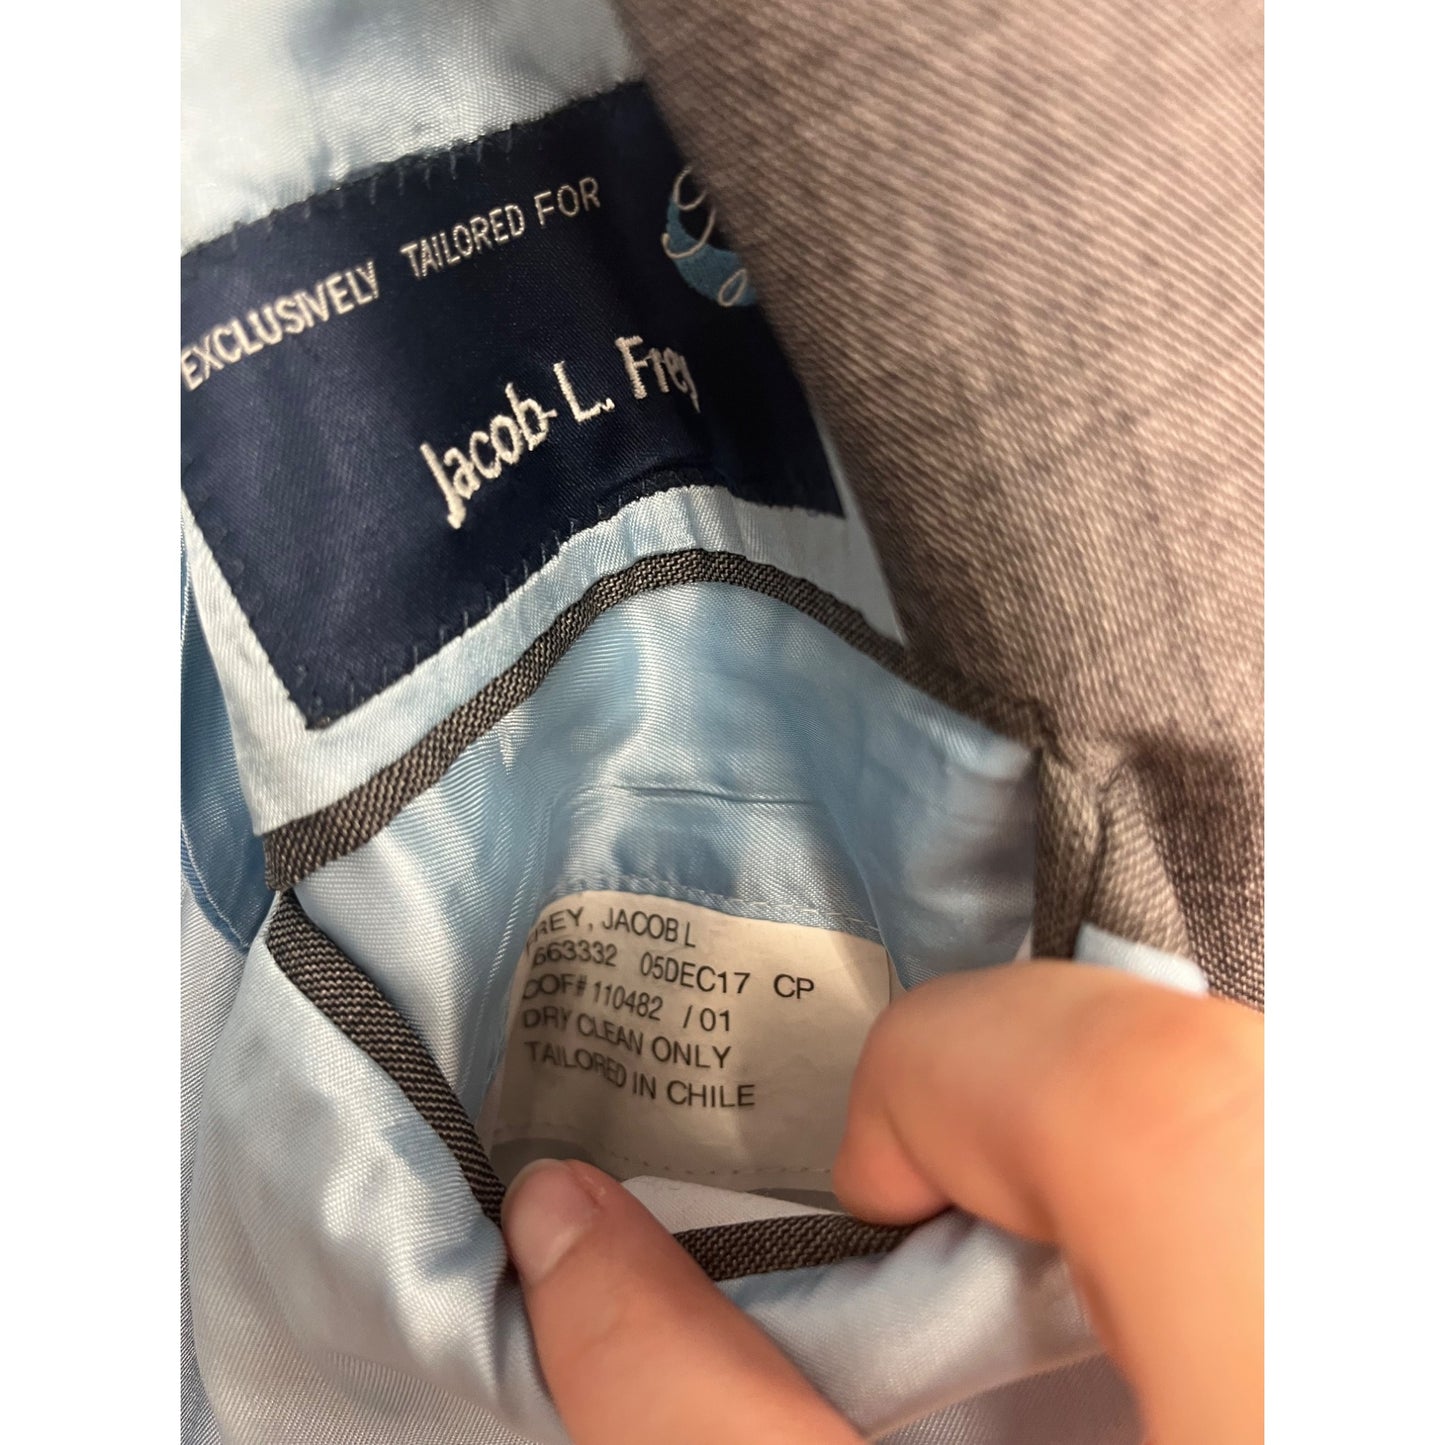 EXCLUSIVELY TAILORED FOR
Jacob L. Frey
FREY, JACOB L
663332 05DEC17 CP
COF# 110482 /01
DRY CLEAN ONLY
TAILORED IN CHILE